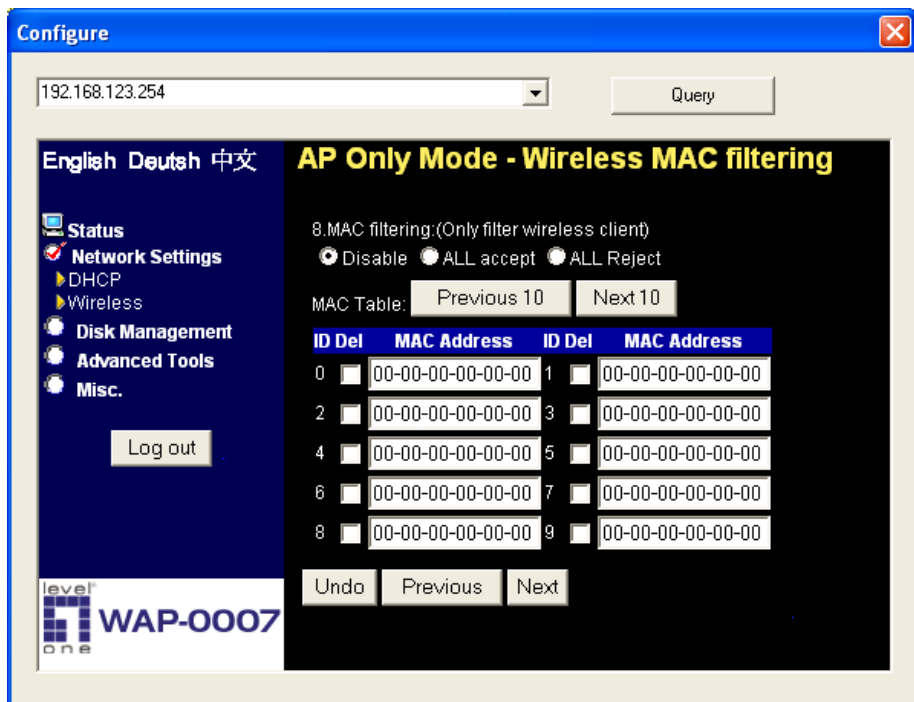 Configure
192.168.123.254
Query
English Deutsh 中文
AP Only Mode - Wireless MAC filtering
Status
Network Settings
DHCP
Wireless
Disk Management
Advanced Tools
Misc.
Log out
level
one
WAP-0007
8.MAC filtering:(Only filter wireless client)
Disable ALL accept ALL Reject
MAC Table: Previous 10 Next 10
ID Del MAC Address ID Del MAC Address
0 00-00-00-00-00-00 1 00-00-00-00-00-00
2 00-00-00-00-00-00 3 00-00-00-00-00-00
4 00-00-00-00-00-00 5 00-00-00-00-00-00
6 00-00-00-00-00-00 7 00-00-00-00-00-00
8 00-00-00-00-00-00 9 00-00-00-00-00-00
Undo Previous Next